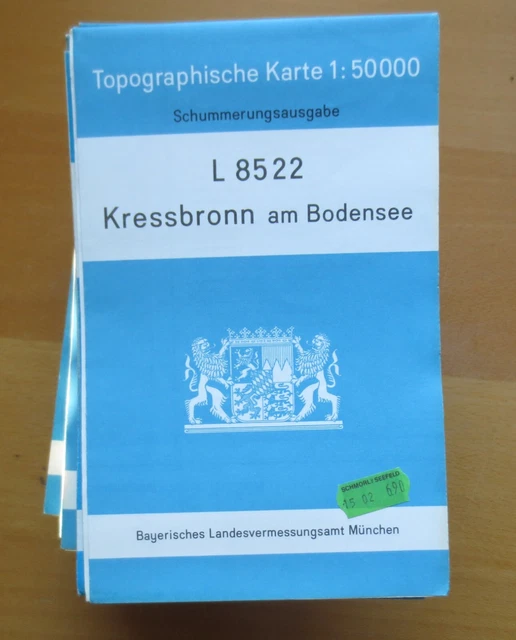 Topographische Karte 1:50000
Schummerungsausgabe
L 8522
Kressbronn am Bodensee
SCHMORL & SEEFELD
15 02 6.90
Bayerisches Landesvermessungsamt München